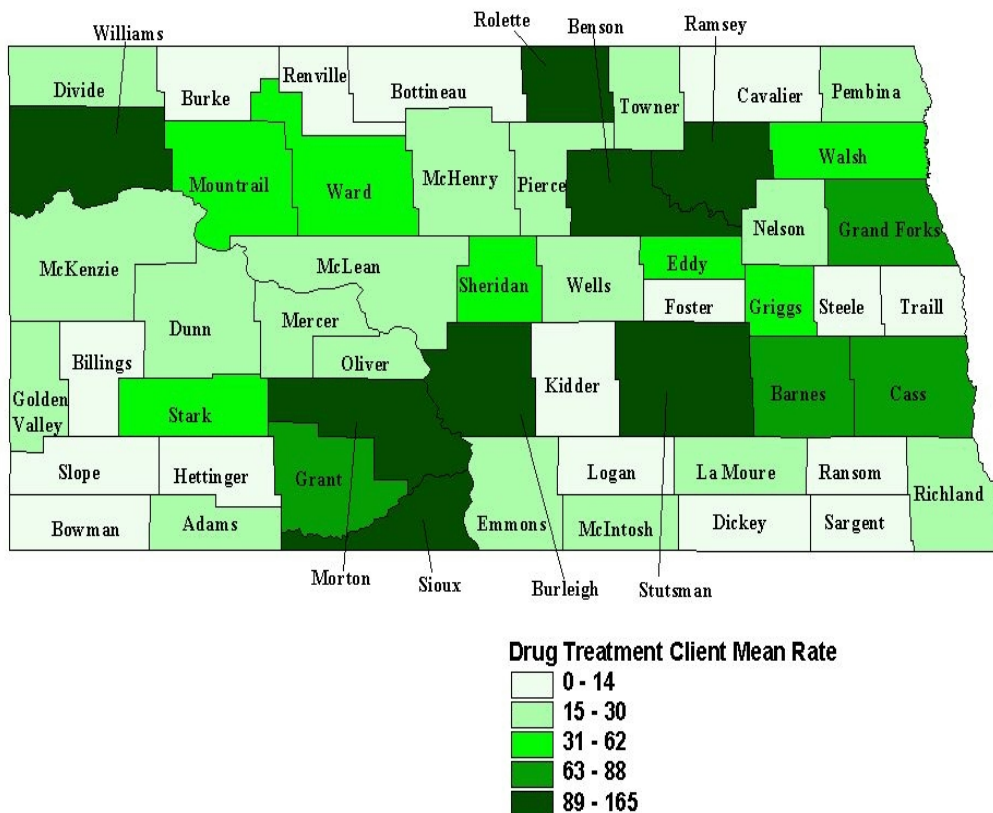 Rolette
Benson
Ramsey
Williams
Divide
Burke
Renville
Bottineau
Towner
Cavalier
Pembina
Mountrail
Ward
McHenry
Pierce
Walsh
Nelson
Grand Forks
McKenzie
McLean
Sheridan
Wells
Eddy
Foster
Griggs
Steele
Traill
Dunn
Mercer
Oliver
Billings
Golden
Valley
Stark
Kidder
Barnes
Cass
Slope
Hettinger
Grant
Logan
La Moure
Ransom
Richland
Bowman
Adams
Emmons
McIntosh
Dickey
Sargent
Morton
Sioux
Burleigh
Stutsman
Drug Treatment Client Mean Rate
0 - 14
15 - 30
31 - 62
63 - 88
89 - 165